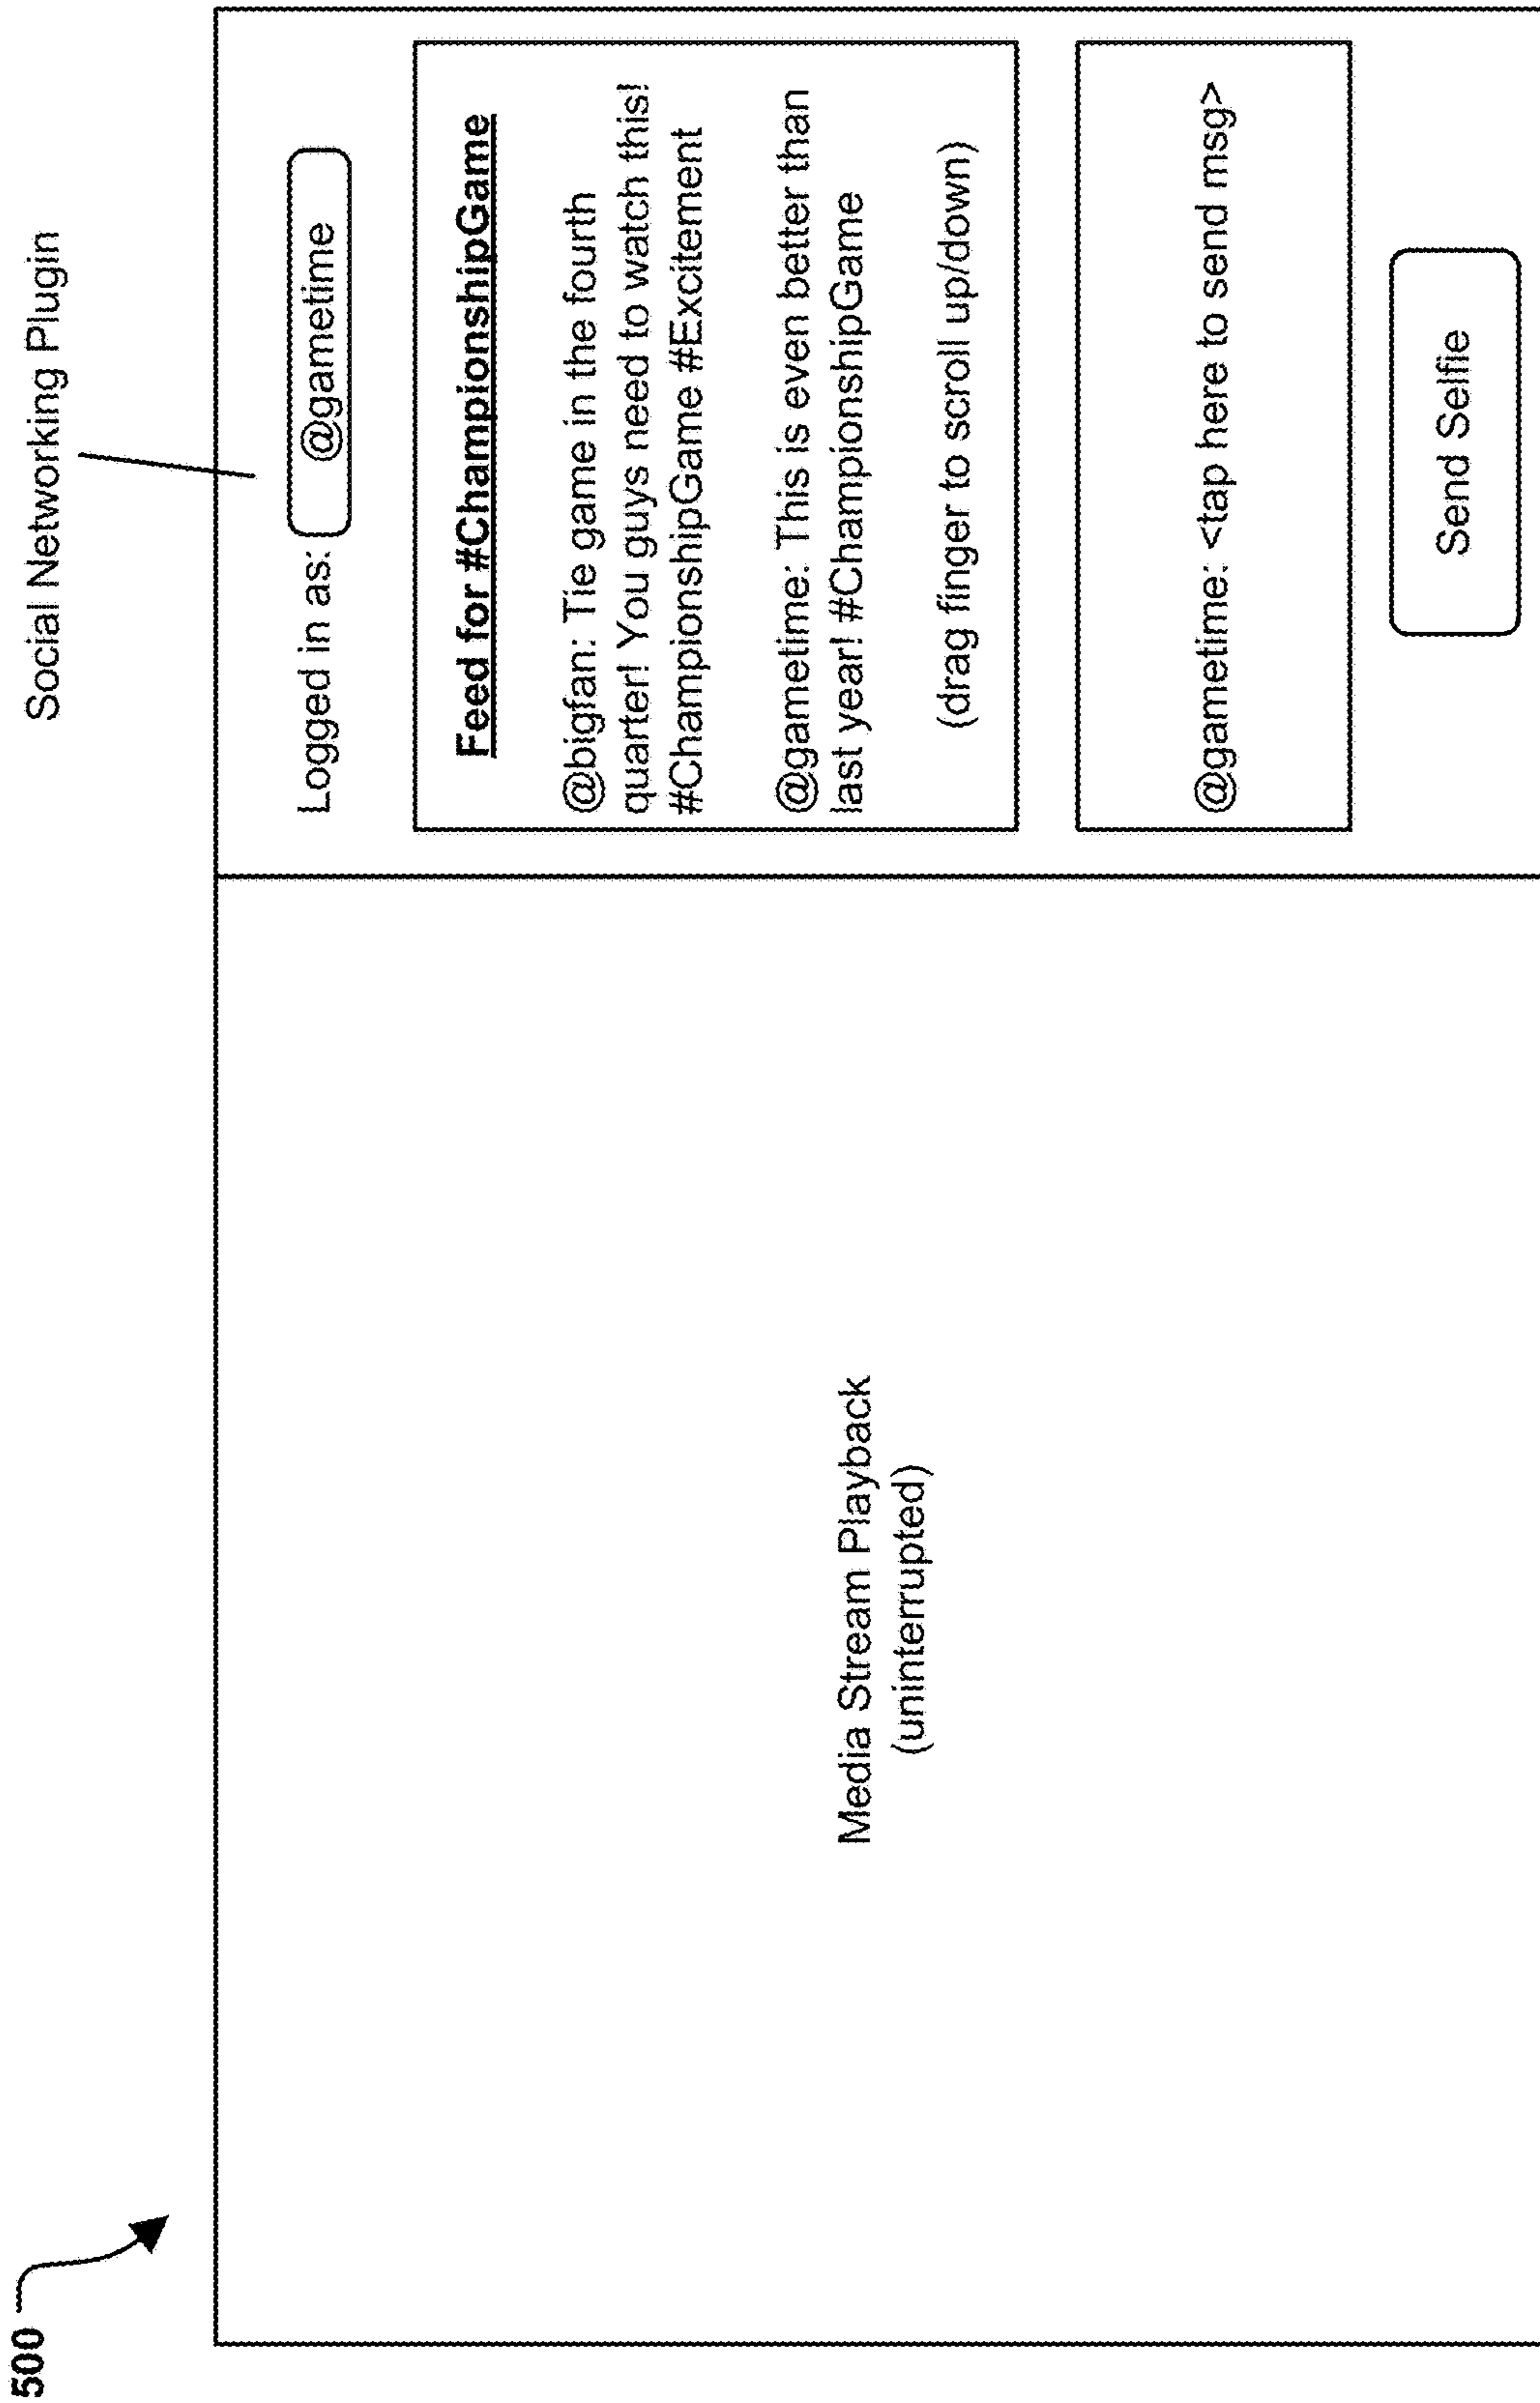 500
Social Networking Plugin
Logged in as: @gametime
Feed for #ChampionshipGame
@bigfan: Tie game in the fourth
quarter! You guys need to watch this!
#ChampionshipGame #Excitement
@gametime: This is even better than
last year! #ChampionshipGame
(drag finger to scroll up/down)
@gametime: <tap here to send msg>
Send Selfie
Media Stream Playback
(uninterrupted)